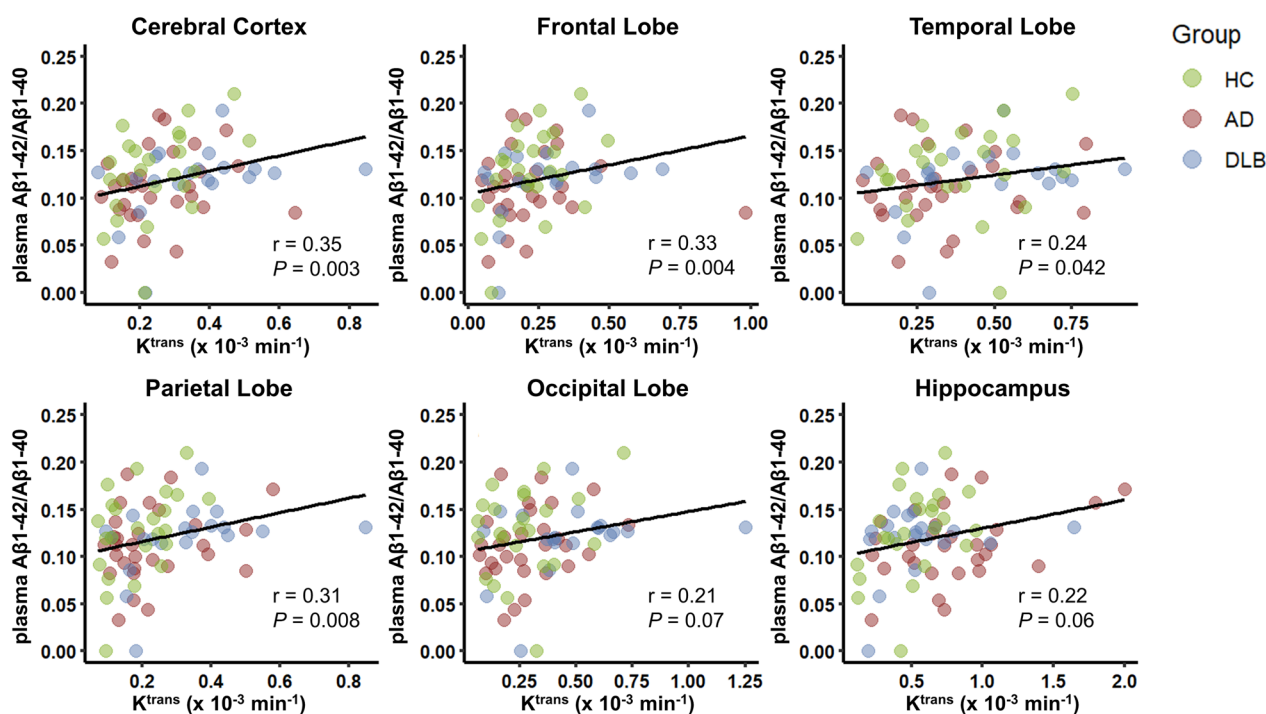 Cerebral Cortex
plasma Aβ1-42/Aβ1-40
0.25
0.20
0.15
0.10
0.05
0.00
r = 0.35
P = 0.003
0.2 0.4 0.6 0.8
Kᵗʳᵃⁿˢ (x 10⁻³ min⁻¹)
Frontal Lobe
plasma Aβ1-42/Aβ1-40
0.25
0.20
0.15
0.10
0.05
0.00
r = 0.33
P = 0.004
0.00 0.25 0.50 0.75 1.00
Kᵗʳᵃⁿˢ (x 10⁻³ min⁻¹)
Temporal Lobe
plasma Aβ1-42/Aβ1-40
0.25
0.20
0.15
0.10
0.05
0.00
r = 0.24
P = 0.042
0.25 0.50 0.75
Kᵗʳᵃⁿˢ (x 10⁻³ min⁻¹)
Group
HC
AD
DLB
Parietal Lobe
plasma Aβ1-42/Aβ1-40
0.25
0.20
0.15
0.10
0.05
0.00
r = 0.31
P = 0.008
0.2 0.4 0.6 0.8
Kᵗʳᵃⁿˢ (x 10⁻³ min⁻¹)
Occipital Lobe
plasma Aβ1-42/Aβ1-40
0.25
0.20
0.15
0.10
0.05
0.00
r = 0.21
P = 0.07
0.25 0.50 0.75 1.00 1.25
Kᵗʳᵃⁿˢ (x 10⁻³ min⁻¹)
Hippocampus
plasma Aβ1-42/Aβ1-40
0.25
0.20
0.15
0.10
0.05
0.00
r = 0.22
P = 0.06
0.5 1.0 1.5 2.0
Kᵗʳᵃⁿˢ (x 10⁻³ min⁻¹)